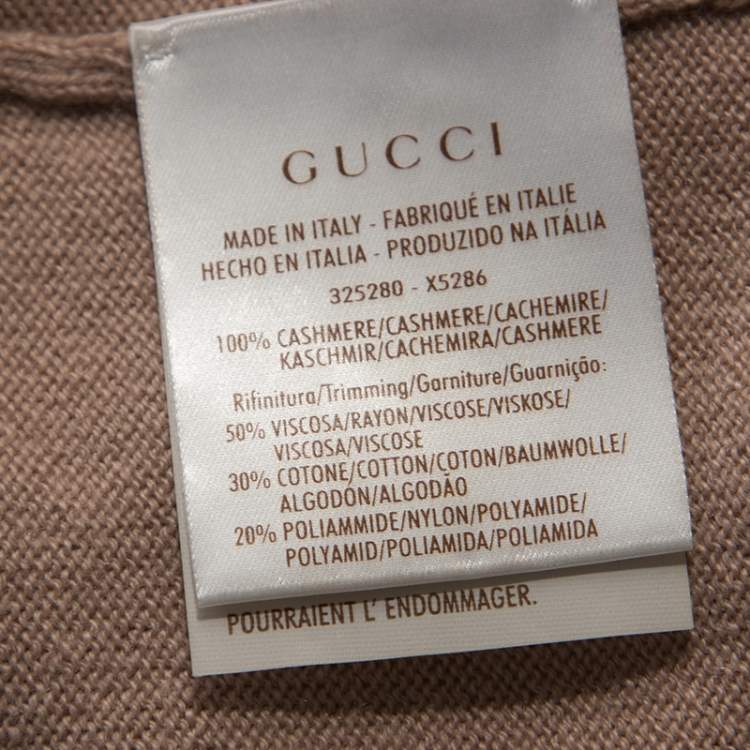 GUCCI
MADE IN ITALY - FABRIQUÉ EN ITALIE
HECHO EN ITALIA - PRODUZIDO NA ITÁLIA
325280 - X5286
100% CASHMERE/CASHMERE/CACHEMIRE/
KASCHMIR/CACHEMIRA/CASHMERE
Rifinitura/Trimming/Garniture/Guarnição:
50% VISCOSA/RAYON/VISCOSE/VISKOSE/
VISCOSA/VISCOSE
30% COTONE/COTTON/COTON/BAUMWOLLE/
ALGODÓN/ALGODÃO
20% POLIAMMIDE/NYLON/POLYAMIDE/
POLYAMID/POLIAMIDA/POLIAMIDA
POURRAIENT L' ENDOMMAGER.